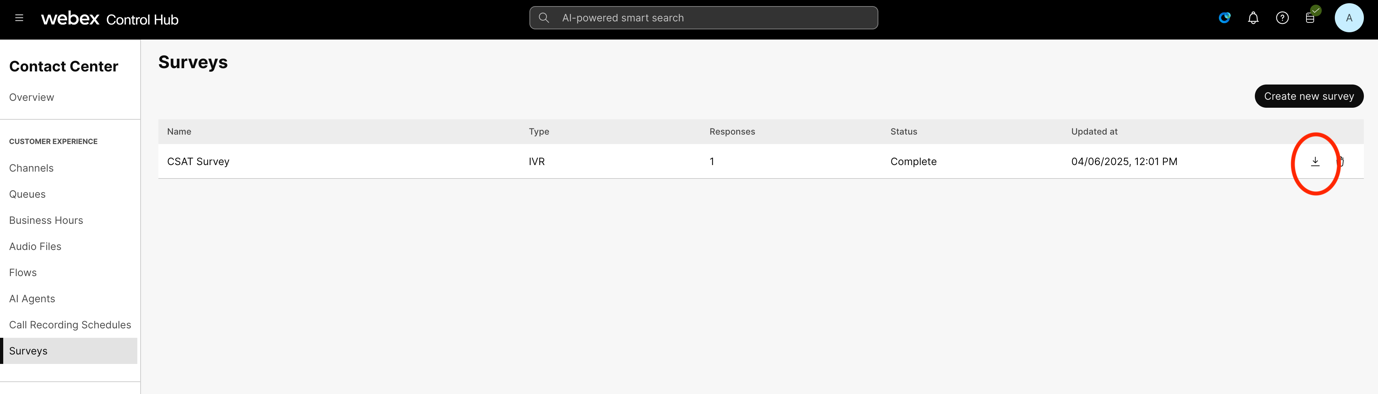 webex Control Hub
AI-powered smart search
A
Contact Center
Overview
CUSTOMER EXPERIENCE
Channels
Queues
Business Hours
Audio Files
Flows
AI Agents
Call Recording Schedules
Surveys
Surveys
Create new survey
Name Type Responses Status Updated at
CSAT Survey IVR 1 Complete 04/06/2025, 12:01 PM